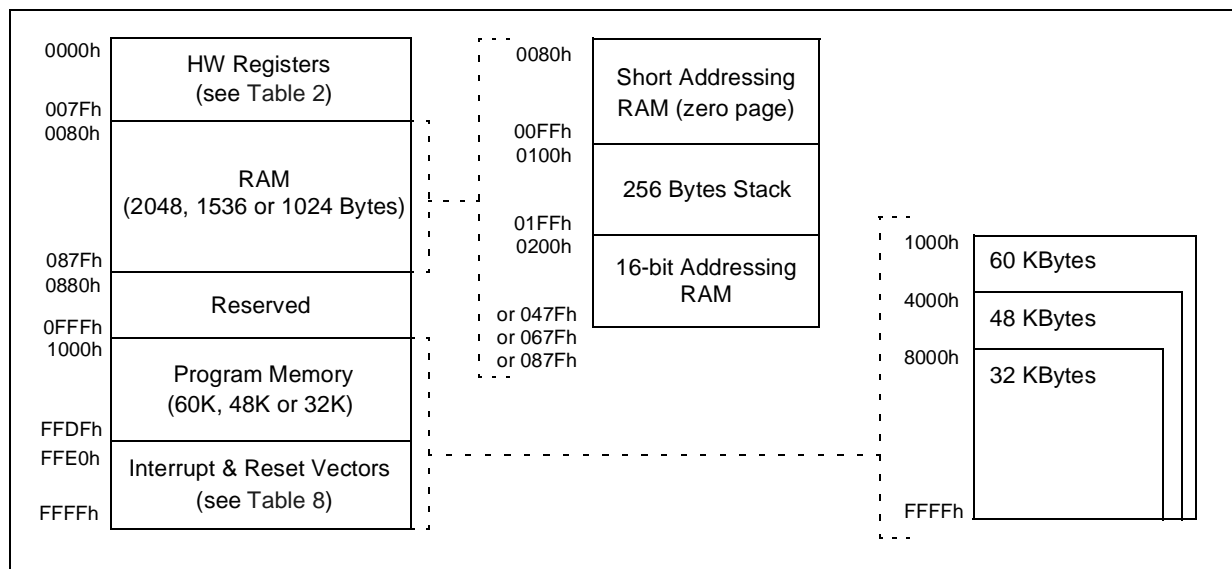 0000h
HW Registers
(see Table 2)
007Fh
0080h
RAM
(2048, 1536 or 1024 Bytes)
087Fh
0880h
Reserved
0FFFh
1000h
Program Memory
(60K, 48K or 32K)
FFDFh
FFE0h
Interrupt & Reset Vectors
(see Table 8)
FFFFh
0080h
Short Addressing
RAM (zero page)
00FFh
0100h
256 Bytes Stack
01FFh
0200h
16-bit Addressing
RAM
or 047Fh
or 067Fh
or 087Fh
1000h
60 KBytes
4000h
48 KBytes
8000h
32 KBytes
FFFFh